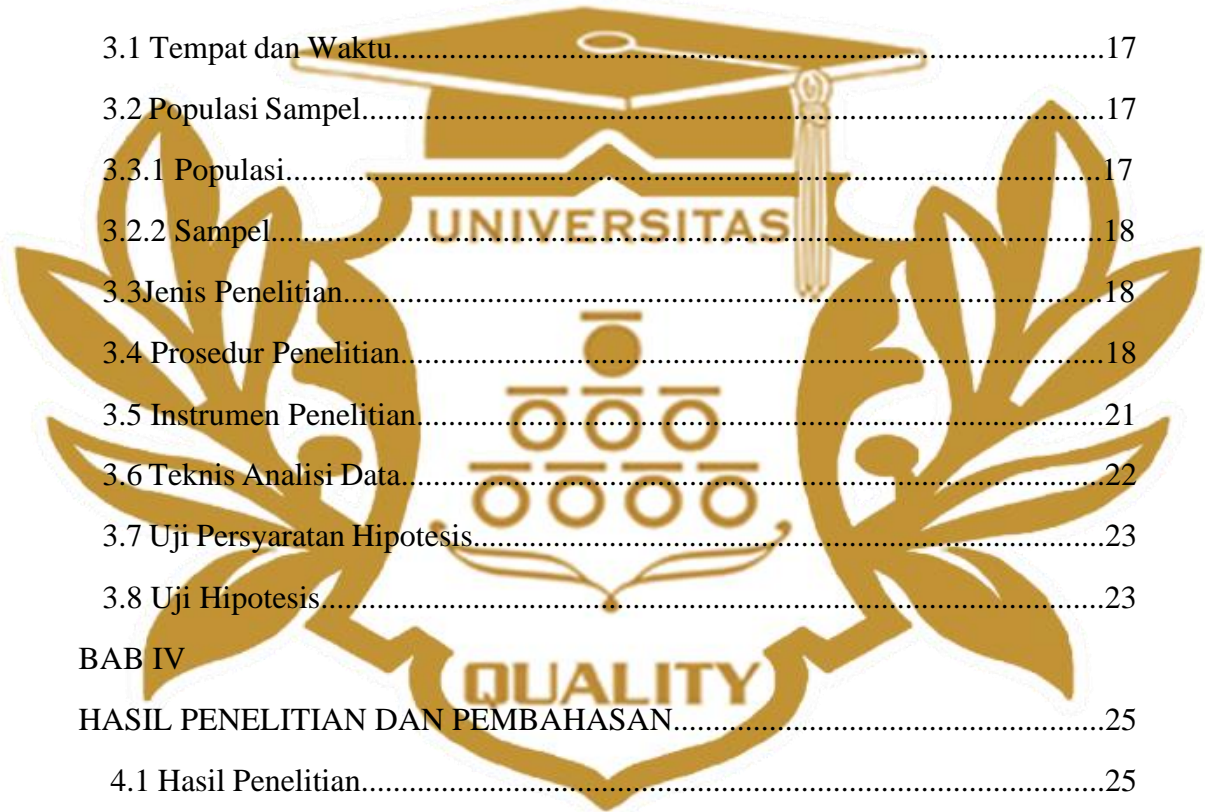 3.1 Tempat dan Waktu........................................................................................17
3.2 Populasi Sampel...........................................................................................17
3.3.1 Populasi.....................................................................................................17
UNIVERSITAS
3.2.2 Sampel.......................................................................................................18
3.3Jenis Penelitian..............................................................................................18
3.4 Prosedur Penelitian.......................................................................................18
3.5 Instrumen Penelitian.....................................................................................21
3.6 Teknis Analisi Data.......................................................................................22
3.7 Uji Persyaratan Hipotesis..............................................................................23
3.8 Uji Hipotesis.................................................................................................23
BAB IV
QUALITY
HASIL PENELITIAN DAN PEMBAHASAN.....................................................25
4.1 Hasil Penelitian.............................................................................................25